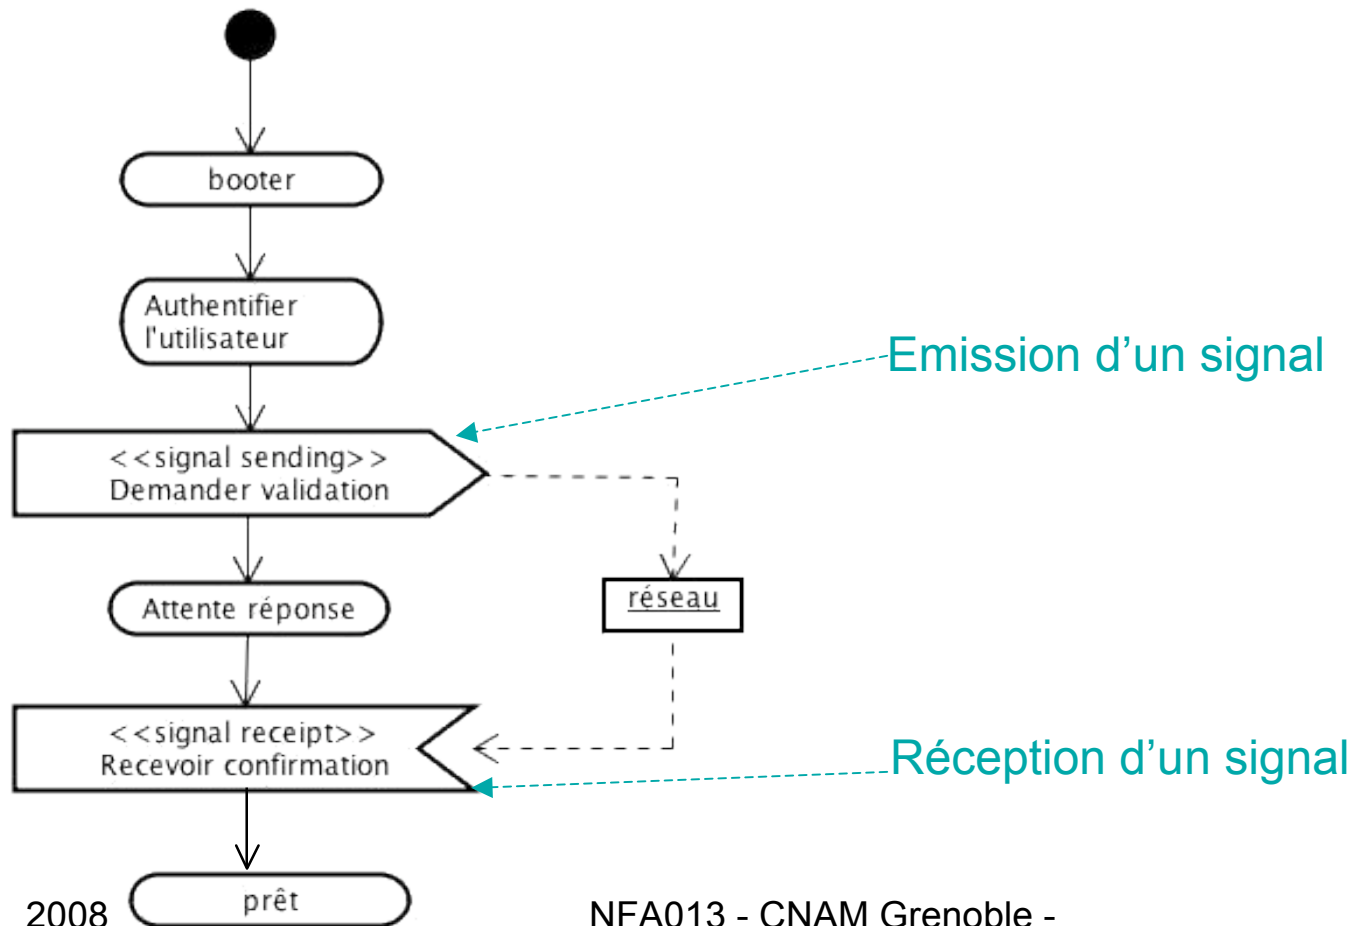 booter
Authentifier
l'utilisateur
Emission d’un signal
<<signal sending>>
Demander validation
Attente réponse
réseau
<<signal receipt>>
Recevoir confirmation
Réception d’un signal
prêt
2008
NFA013 - CNAM Grenoble -